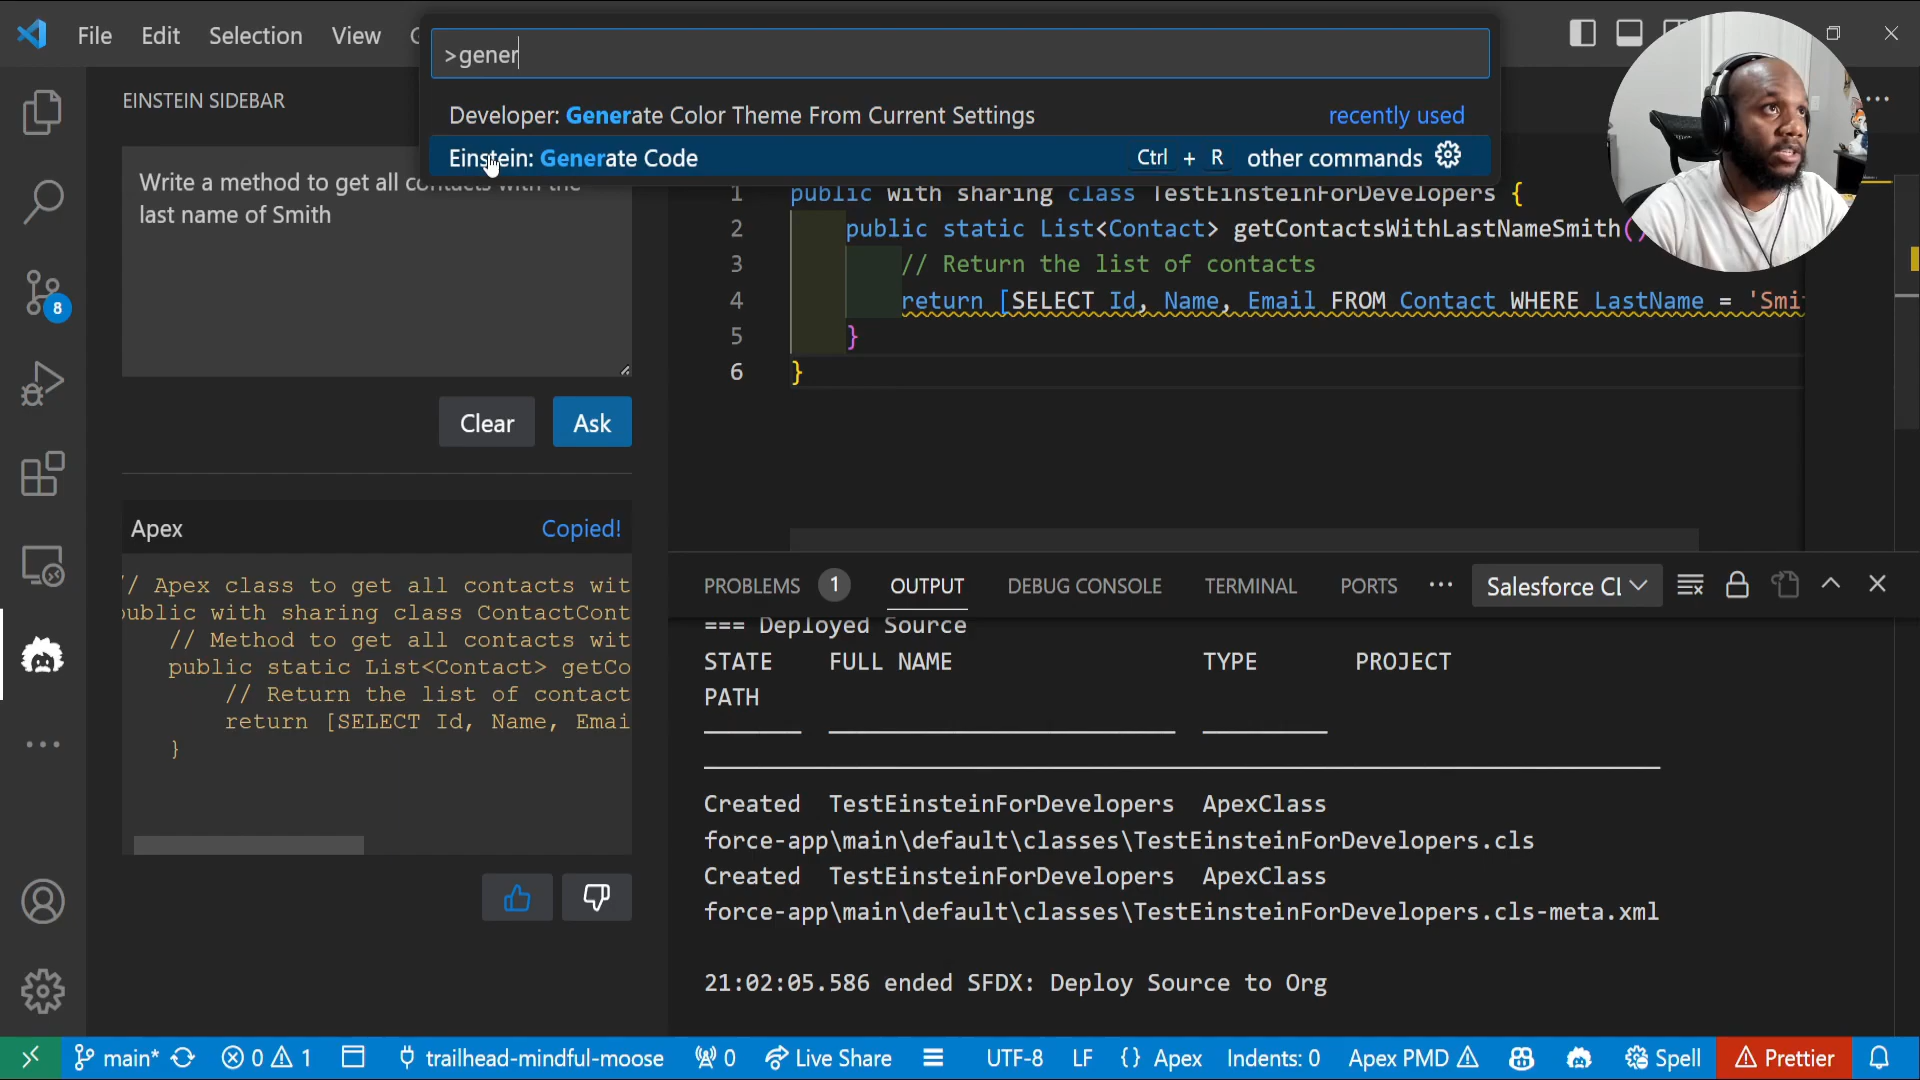 File Edit Selection View
>gener
Developer: Generate Color Theme From Current Settings recently used
Einstein: Generate Code Ctrl + R other commands
EINSTEIN SIDEBAR
Write a method to get all contacts with the
last name of Smith
Clear Ask
Apex Copied!
// Apex class to get all contacts wit
public with sharing class ContactCont
// Method to get all contacts wit
public static List<Contact> getCo
// Return the list of contact
return [SELECT Id, Name, Emai
}
1 public with sharing class TestEinsteinForDevelopers {
2 public static List<Contact> getContactsWithLastNameSmith()
3 // Return the list of contacts
4 return [SELECT Id, Name, Email FROM Contact WHERE LastName = 'Smi
5 }
6 }
PROBLEMS 1 OUTPUT DEBUG CONSOLE TERMINAL PORTS ··· Salesforce CL
=== Deployed Source
STATE FULL NAME TYPE PROJECT
PATH
Created TestEinsteinForDevelopers ApexClass
force-app\main\default\classes\TestEinsteinForDevelopers.cls
Created TestEinsteinForDevelopers ApexClass
force-app\main\default\classes\TestEinsteinForDevelopers.cls-meta.xml
21:02:05.586 ended SFDX: Deploy Source to Org
8
main* 0 1 trailhead-mindful-moose 0 Live Share UTF-8 LF {} Apex Indents: 0 Apex PMD Spell Prettier